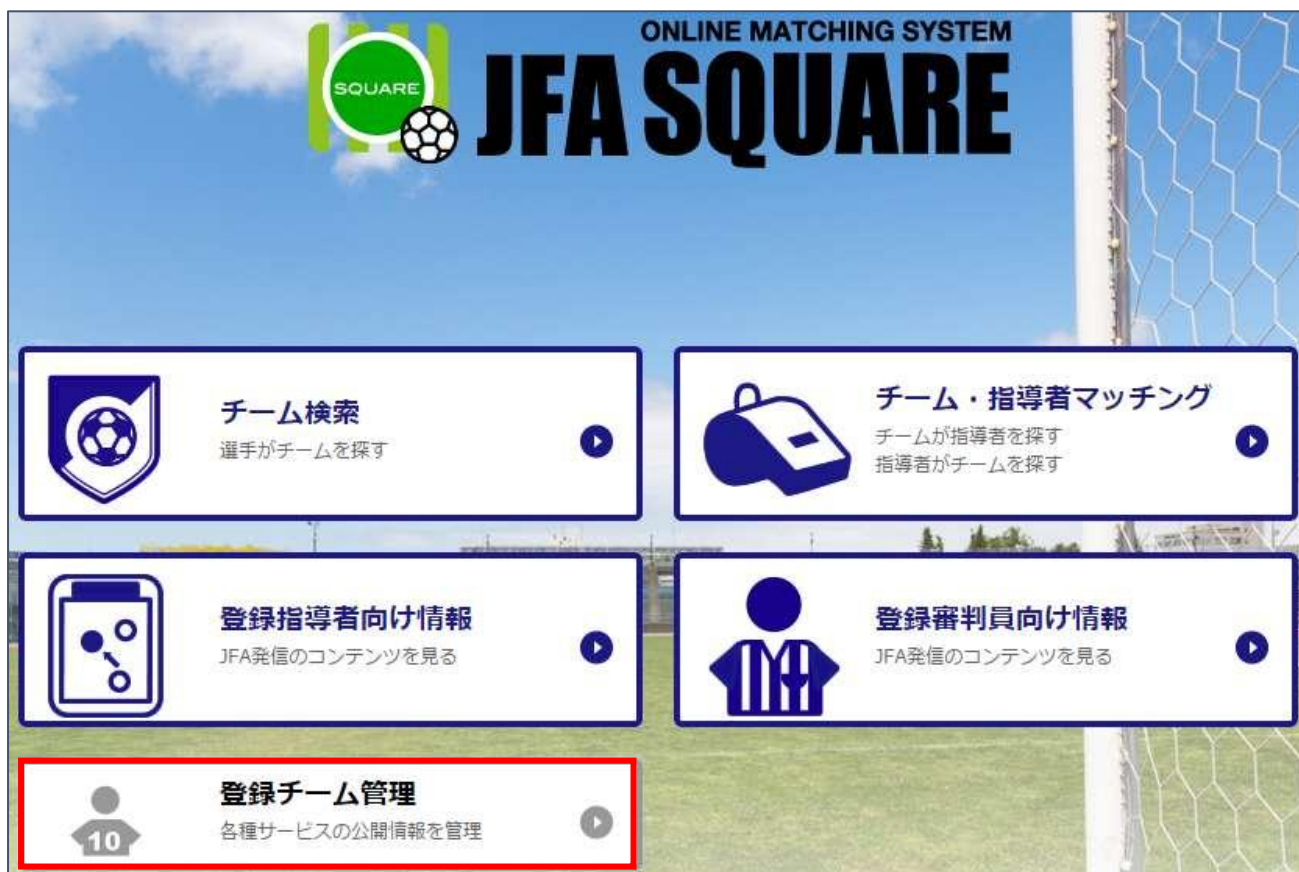 ONLINE MATCHING SYSTEM
SQUARE
JFA SQUARE
チーム検索
選手がチームを探す
チーム・指導者マッチング
チームが指導者を探す
指導者がチームを探す
登録指導者向け情報
JFA発信のコンテンツを見る
登録審判員向け情報
JFA発信のコンテンツを見る
10
登録チーム管理
各種サービスの公開情報を管理